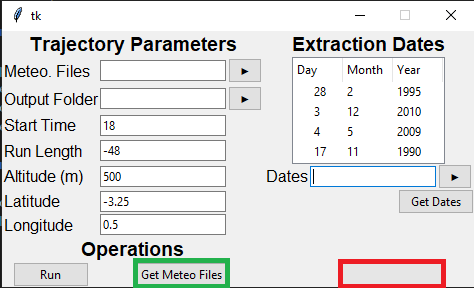 tk
Trajectory Parameters
Extraction Dates
Meteo. Files
Day Month Year
28 2 1995
Output Folder
3 12 2010
Start Time 18
4 5 2009
Run Length -48
17 11 1990
Altitude (m) 500
Dates
Latitude -3.25
Get Dates
Longitude 0.5
Operations
Run
Get Meteo Files